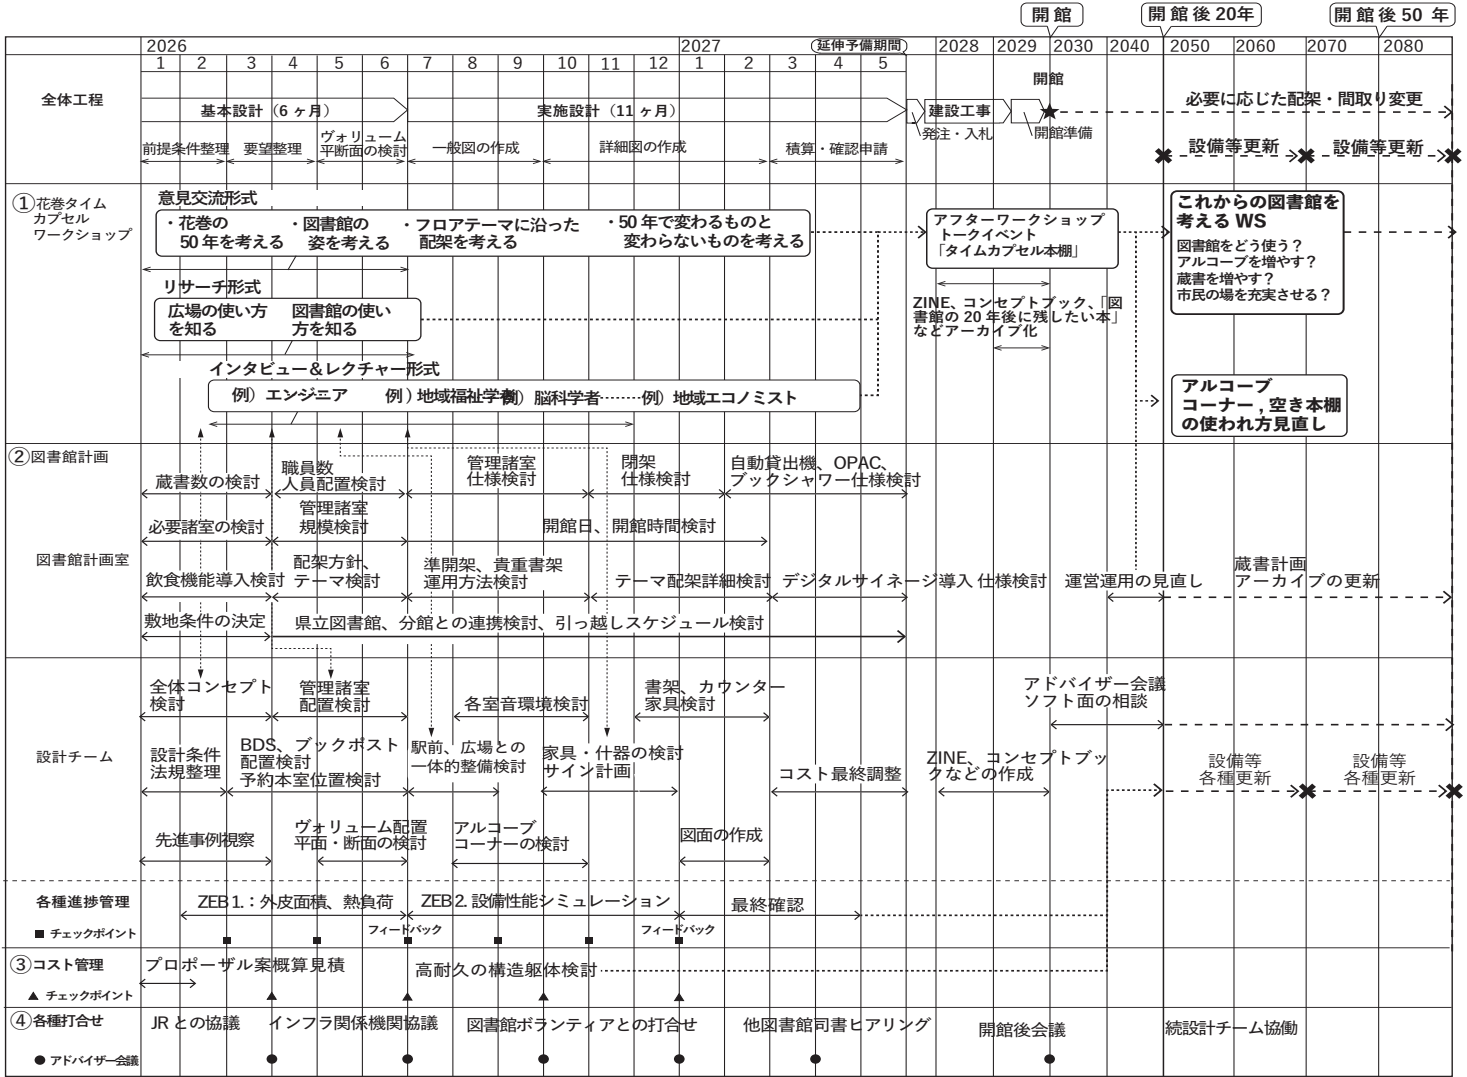 開館
開館後20年
開館後 50 年
2026
2027
延伸予備期間
2028
2029
2030
2040
2050
2060
2070
2080
1 2 3 4 5 6 7 8 9 10 11 12 1 2 3 4 5
全体工程
基本設計（6 ヶ月）
実施設計（11 ヶ月）
建設工事
開館
必要に応じた配架・間取り変更
発注・入札
開館準備
前提条件整理
要望整理
ヴォリューム
平断面の検討
一般図の作成
詳細図の作成
積算・確認申請
設備等更新
設備等更新
①花巻タイム
カプセル
ワークショップ
意見交流形式
・花巻の
50 年を考える
・図書館の
姿を考える
・フロアテーマに沿った
配架を考える
・50 年で変わるものと
変わらないものを考える
アフターワークショップ
トークイベント
「タイムカプセル本棚」
これからの図書館を
考える WS
図書館をどう使う？
アルコーブを増やす？
蔵書を増やす？
市民の場を充実させる？
リサーチ形式
広場の使い方
を知る
図書館の使い
方を知る
ZINE、コンセプトブック、「図
書館の 20 年後に残したい本」
などアーカイブ化
インタビュー＆レクチャー形式
例）エンジニア
例 ) 地域福祉学者
例）脳科学者
例）地域エコノミスト
アルコーブ
コーナー , 空き本棚
の使われ方見直し
②図書館計画
図書館計画室
蔵書数の検討
職員数
人員配置検討
管理諸室
仕様検討
閉架
仕様検討
自動貸出機、OPAC、
ブックシャワー仕様検討
必要諸室の検討
管理諸室
規模検討
開館日、開館時間検討
飲食機能導入検討
配架方針、
テーマ検討
準開架、貴重書架
運用方法検討
テーマ配架詳細検討
デジタルサイネージ導入 仕様検討
運営運用の見直し
蔵書計画
アーカイブの更新
敷地条件の決定
県立図書館、分館との連携検討、引っ越しスケジュール検討
設計チーム
全体コンセプト
検討
管理諸室
配置検討
各室音環境検討
書架、カウンター
家具検討
アドバイザー会議
ソフト面の相談
設計条件
法規整理
BDS、ブックポスト
配置検討
予約本室位置検討
駅前、広場との
一体的整備検討
家具・什器の検討
サイン計画
コスト最終調整
ZINE、コンセプトブッ
クなどの作成
設備等
各種更新
設備等
各種更新
先進事例視察
ヴォリューム配置
平面・断面の検討
アルコーブ
コーナーの検討
図面の作成
各種進捗管理
■ チェックポイント
ZEB 1.：外皮面積、熱負荷
ZEB 2. 設備性能シミュレーション
最終確認
フィードバック
フィードバック
③コスト管理
▲ チェックポイント
プロポーザル案概算見積
高耐久の構造躯体検討
④各種打合せ
● アドバイザー会議
JR との協議
インフラ関係機関協議
図書館ボランティアとの打合せ
他図書館司書ヒアリング
開館後会議
続設計チーム協働